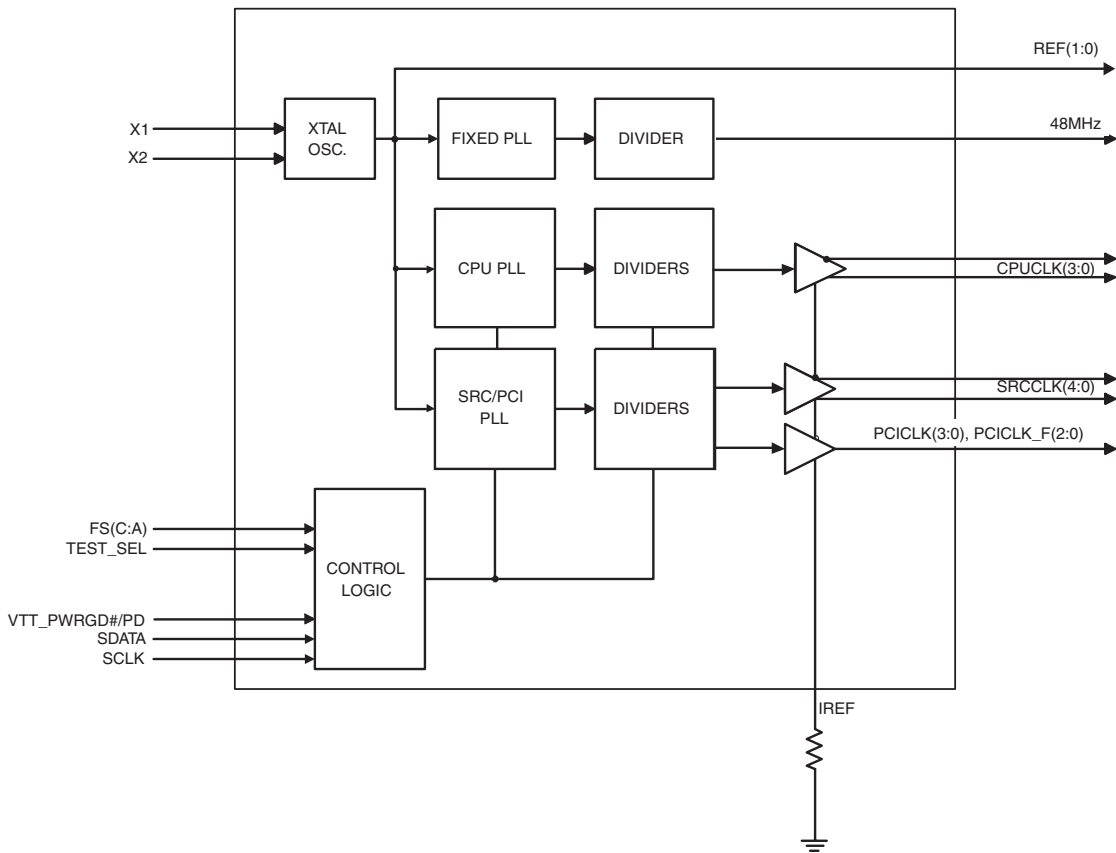 REF(1:0)
X1
X2
XTAL
OSC.
FIXED PLL
DIVIDER
48MHz
CPU PLL
DIVIDERS
CPUCLK(3:0)
SRC/PCI
PLL
DIVIDERS
SRCCLK(4:0)
PCICLK(3:0), PCICLK_F(2:0)
FS(C:A)
TEST_SEL
CONTROL
LOGIC
VTT_PWRGD#/PD
SDATA
SCLK
IREF